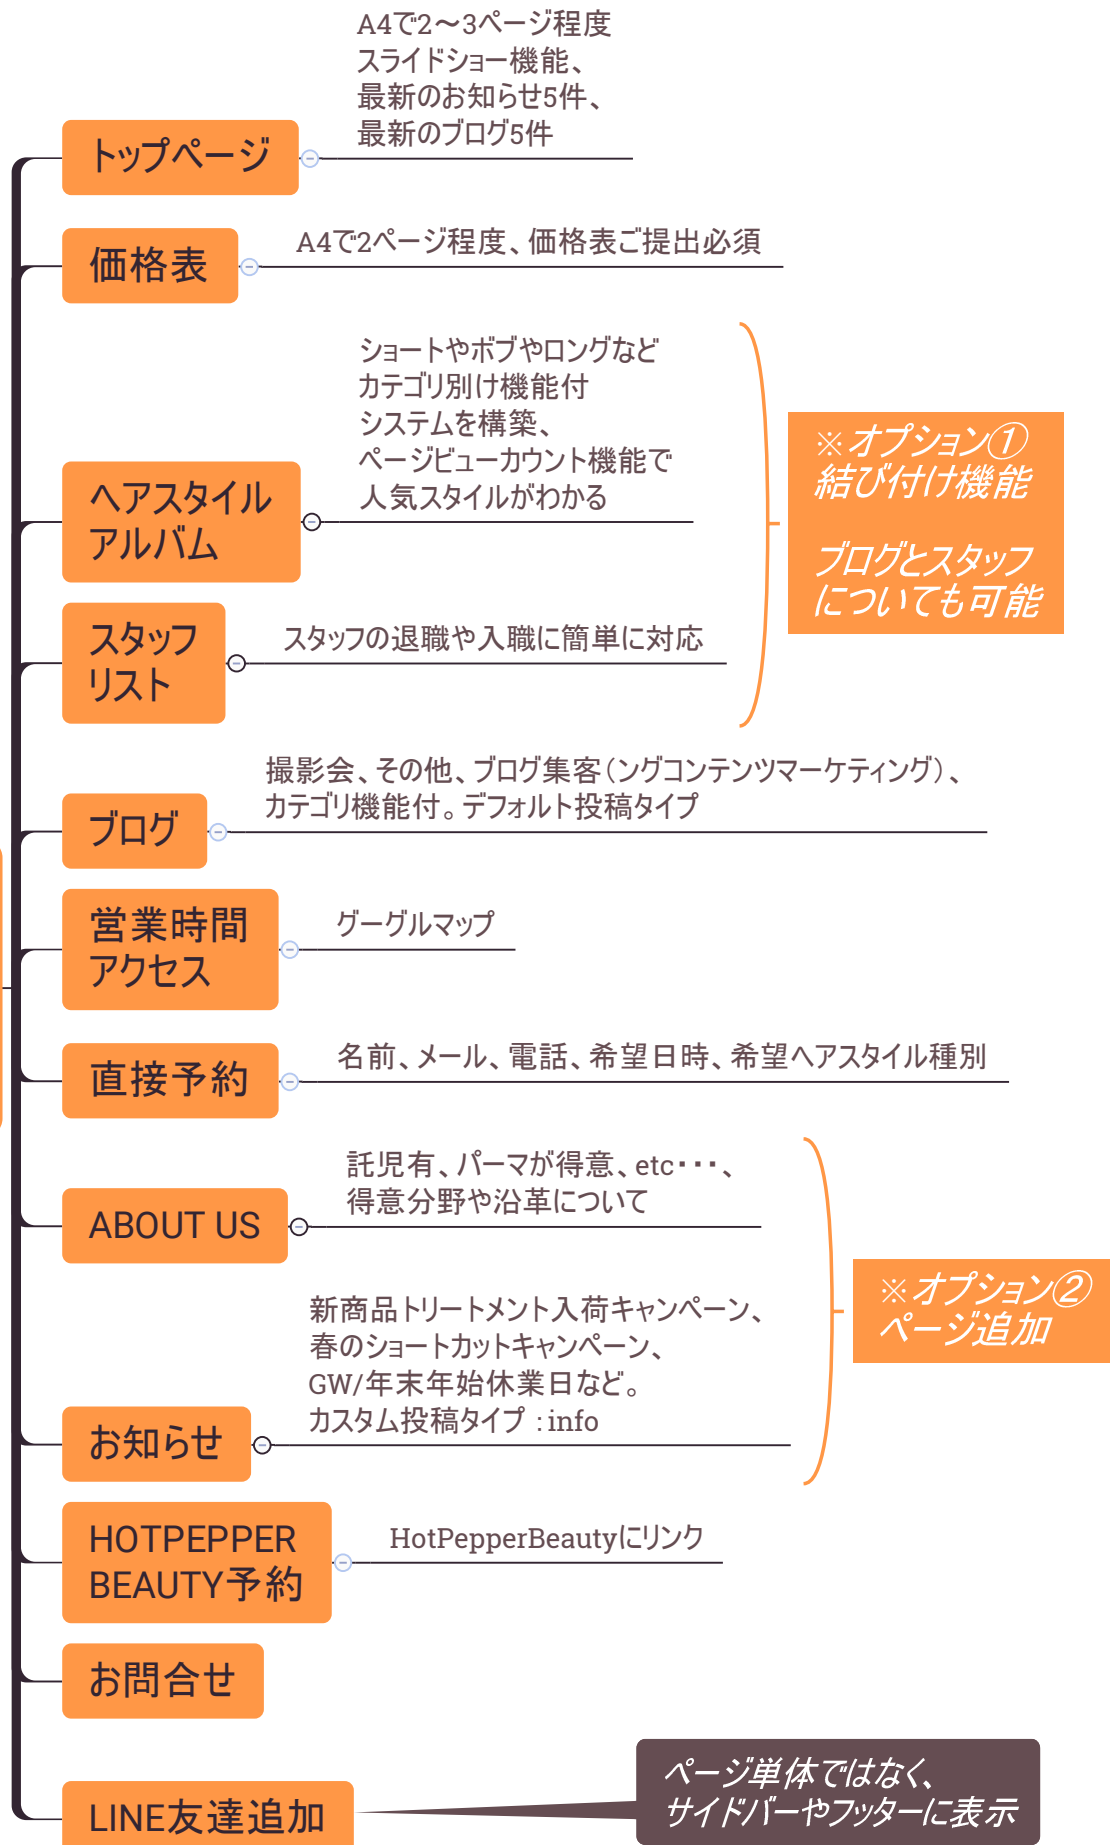 A4で2～3ページ程度
スライドショー機能、
最新のお知らせ5件、
最新のブログ5件
トップページ
価格表
A4で2ページ程度、価格表ご提出必須
ショートやボブやロングなど
カテゴリ別け機能付
システムを構築、
ページビューカウント機能で
人気スタイルがわかる
ヘアスタイル
アルバム
※オプション①
結び付け機能
ブログとスタッフ
についても可能
スタッフ
リスト
スタッフの退職や入職に簡単に対応
撮影会、その他、ブログ集客（ングコンテンツマーケティング）、
カテゴリ機能付。デフォルト投稿タイプ
ブログ
営業時間
アクセス
グーグルマップ
直接予約
名前、メール、電話、希望日時、希望ヘアスタイル種別
託児有、パーマが得意、etc・・・、
得意分野や沿革について
ABOUT US
※オプション②
ページ追加
新商品トリートメント入荷キャンペーン、
春のショートカットキャンペーン、
GW/年末年始休業日など。
カスタム投稿タイプ：info
お知らせ
HOTPEPPER
BEAUTY予約
HotPepperBeautyにリンク
お問合せ
LINE友達追加
ページ単体ではなく、
サイドバーやフッターに表示